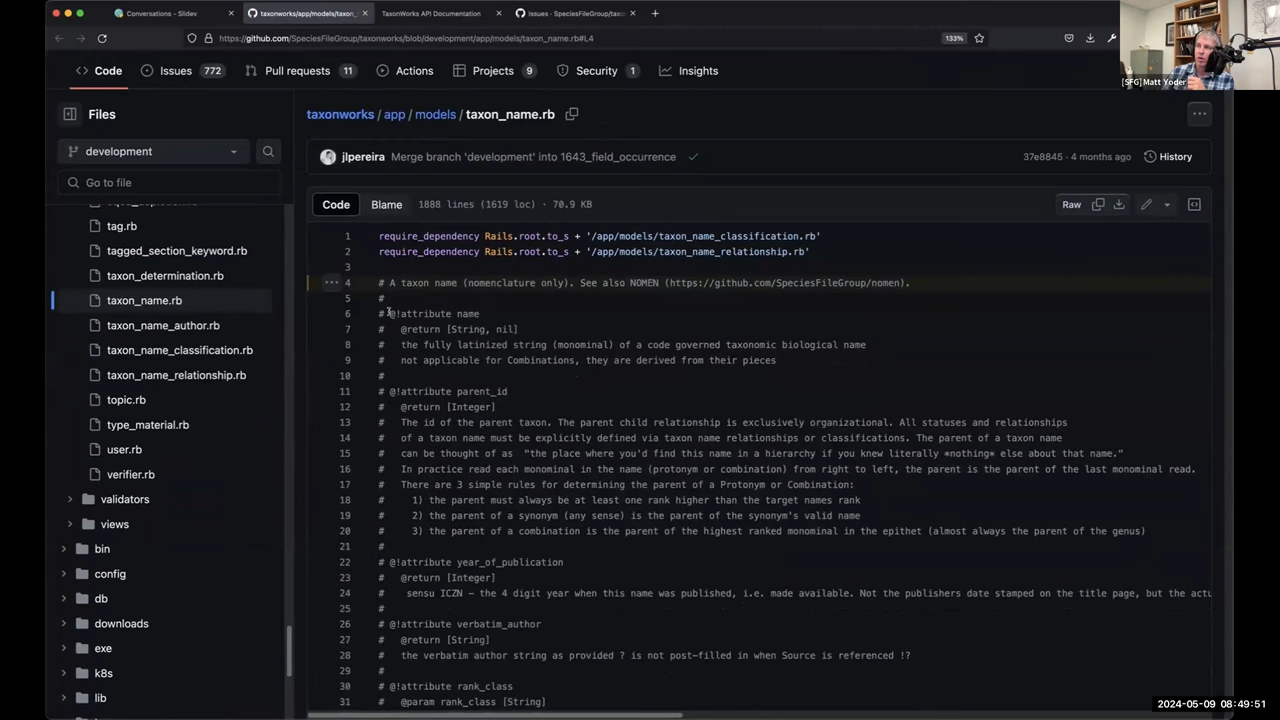 Conversations - Slidev
taxonworks/app/models/taxon_
TaxonWorks API Documentation
Issues · SpeciesFileGroup/taxon
https://github.com/SpeciesFileGroup/taxonworks/blob/development/app/models/taxon_name.rb#L4
133%
[SFG] Matt Yoder
Code
Issues 772
Pull requests 11
Actions
Projects 9
Security 1
Insights
Files
taxonworks / app / models / taxon_name.rb
development
jlpereira Merge branch 'development' into 1643_field_occurrence
37e8845 · 4 months ago
History
Go to file
Code
Blame
1888 lines (1619 loc) · 70.9 KB
Raw
tag.rb
tagged_section_keyword.rb
taxon_determination.rb
taxon_name.rb
taxon_name_author.rb
taxon_name_classification.rb
taxon_name_relationship.rb
topic.rb
type_material.rb
user.rb
verifier.rb
validators
views
bin
config
db
downloads
exe
k8s
lib
1 require_dependency Rails.root.to_s + '/app/models/taxon_name_classification.rb'
2 require_dependency Rails.root.to_s + '/app/models/taxon_name_relationship.rb'
3
4 # A taxon name (nomenclature only). See also NOMEN (https://github.com/SpeciesFileGroup/nomen).
5 #
6 # @!attribute name
7 # @return [String, nil]
8 # the fully latinized string (monominal) of a code governed taxonomic biological name
9 # not applicable for Combinations, they are derived from their pieces
10 #
11 # @!attribute parent_id
12 # @return [Integer]
13 # The id of the parent taxon. The parent child relationship is exclusively organizational. All statuses and relationships
14 # of a taxon name must be explicitly defined via taxon name relationships or classifications. The parent of a taxon name
15 # can be thought of as "the place where you'd find this name in a hierarchy if you knew literally *nothing* else about that name."
16 # In practice read each monominal in the name (protonym or combination) from right to left, the parent is the parent of the last monominal read.
17 # There are 3 simple rules for determining the parent of a Protonym or Combination:
18 # 1) the parent must always be at least one rank higher than the target names rank
19 # 2) the parent of a synonym (any sense) is the parent of the synonym's valid name
20 # 3) the parent of a combination is the parent of the highest ranked monominal in the epithet (almost always the parent of the genus)
21 #
22 # @!attribute year_of_publication
23 # @return [Integer]
24 # sensu ICZN - the 4 digit year when this name was published, i.e. made available. Not the publishers date stamped on the title page, but the actu
25 #
26 # @!attribute verbatim_author
27 # @return [String]
28 # the verbatim author string as provided ? is not post-filled in when Source is referenced !?
29 #
30 # @!attribute rank_class
31 # @param rank_class [String]
2024-05-09 08:49:51